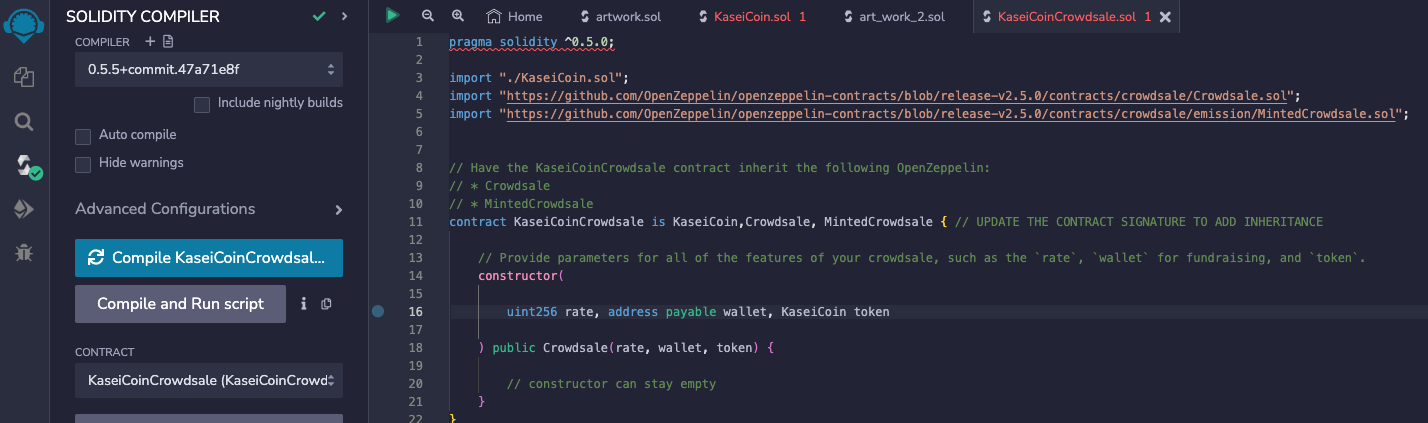 SOLIDITY COMPILER
COMPILER
0.5.5+commit.47a71e8f
Include nightly builds
Auto compile
Hide warnings
Advanced Configurations
Compile KaseiCoinCrowdsal...
Compile and Run script
CONTRACT
KaseiCoinCrowdsale (KaseiCoinCrowd
Home
artwork.sol
KaseiCoin.sol 1
art_work_2.sol
KaseiCoinCrowdsale.sol 1
1 pragma solidity ^0.5.0;
2
3 import "./KaseiCoin.sol";
4 import "https://github.com/OpenZeppelin/openzeppelin-contracts/blob/release-v2.5.0/contracts/crowdsale/Crowdsale.sol";
5 import "https://github.com/OpenZeppelin/openzeppelin-contracts/blob/release-v2.5.0/contracts/crowdsale/emission/MintedCrowdsale.sol";
6
7
8 // Have the KaseiCoinCrowdsale contract inherit the following OpenZeppelin:
9 // * Crowdsale
10 // * MintedCrowdsale
11 contract KaseiCoinCrowdsale is KaseiCoin,Crowdsale, MintedCrowdsale { // UPDATE THE CONTRACT SIGNATURE TO ADD INHERITANCE
12
13 // Provide parameters for all of the features of your crowdsale, such as the `rate`, `wallet` for fundraising, and `token`.
14 constructor(
15
16 uint256 rate, address payable wallet, KaseiCoin token
17
18 ) public Crowdsale(rate, wallet, token) {
19
20 // constructor can stay empty
21 }
22 }